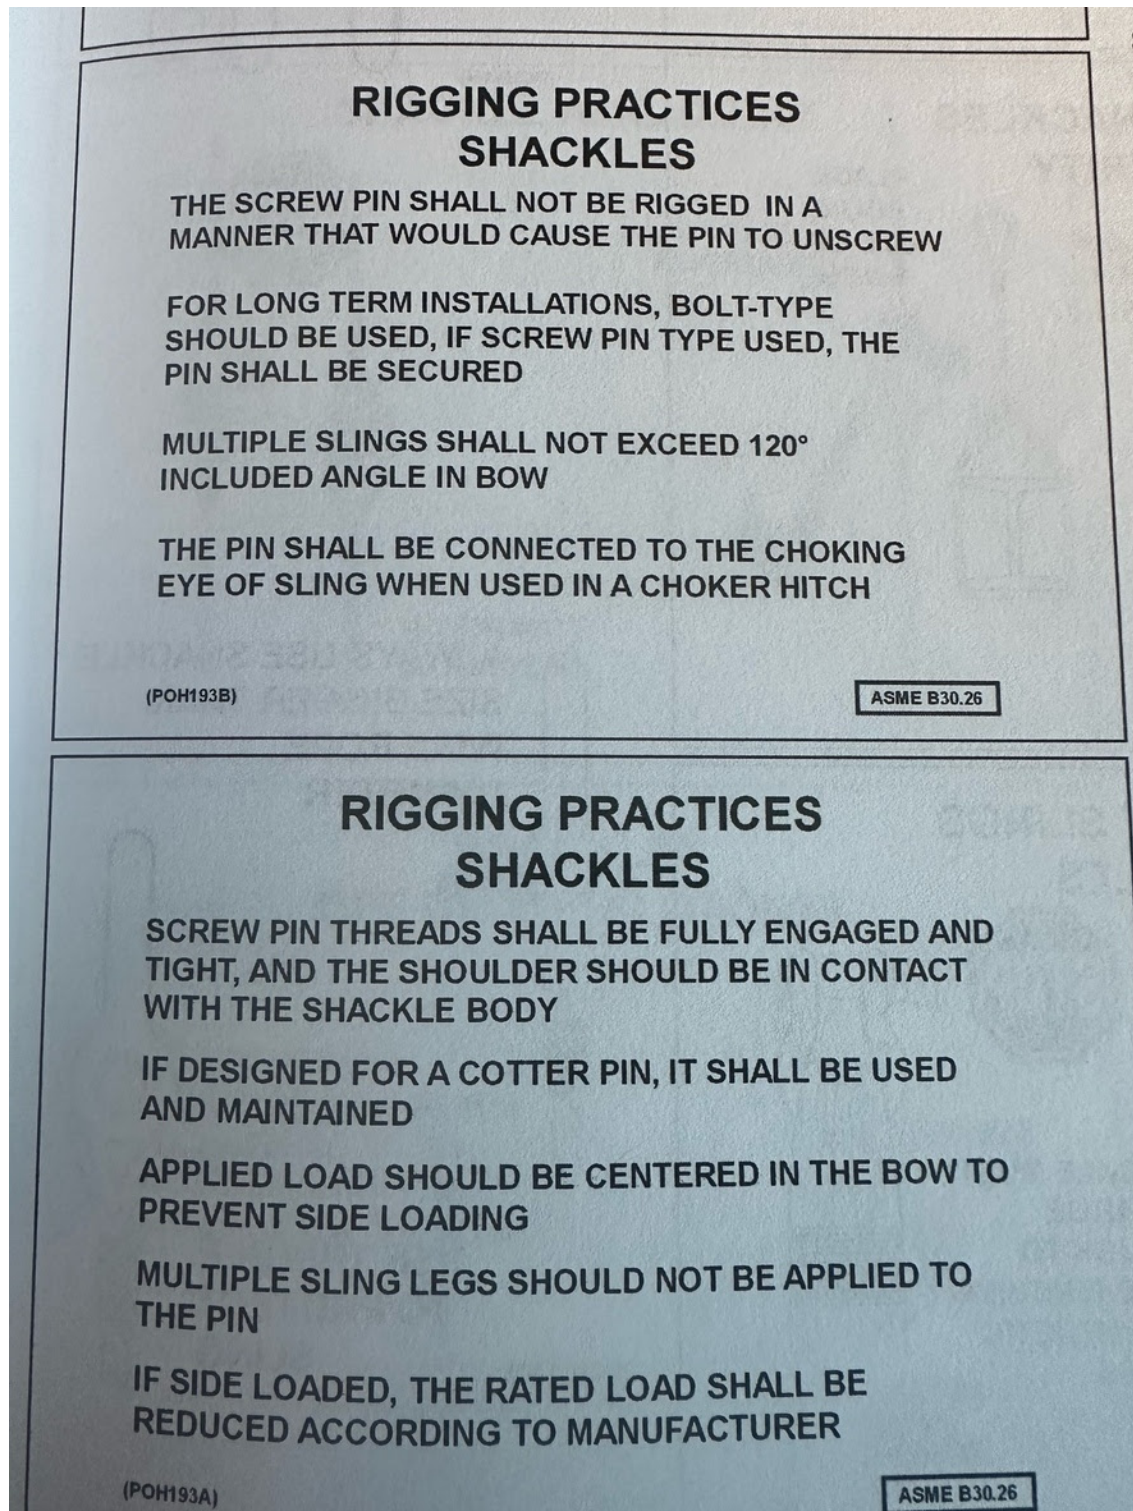 RIGGING PRACTICES
SHACKLES
THE SCREW PIN SHALL NOT BE RIGGED IN A
MANNER THAT WOULD CAUSE THE PIN TO UNSCREW
FOR LONG TERM INSTALLATIONS, BOLT-TYPE
SHOULD BE USED, IF SCREW PIN TYPE USED, THE
PIN SHALL BE SECURED
MULTIPLE SLINGS SHALL NOT EXCEED 120°
INCLUDED ANGLE IN BOW
THE PIN SHALL BE CONNECTED TO THE CHOKING
EYE OF SLING WHEN USED IN A CHOKER HITCH
(POH193B)
ASME B30.26
RIGGING PRACTICES
SHACKLES
SCREW PIN THREADS SHALL BE FULLY ENGAGED AND
TIGHT, AND THE SHOULDER SHOULD BE IN CONTACT
WITH THE SHACKLE BODY
IF DESIGNED FOR A COTTER PIN, IT SHALL BE USED
AND MAINTAINED
APPLIED LOAD SHOULD BE CENTERED IN THE BOW TO
PREVENT SIDE LOADING
MULTIPLE SLING LEGS SHOULD NOT BE APPLIED TO
THE PIN
IF SIDE LOADED, THE RATED LOAD SHALL BE
REDUCED ACCORDING TO MANUFACTURER
(POH193A)
ASME B30.26